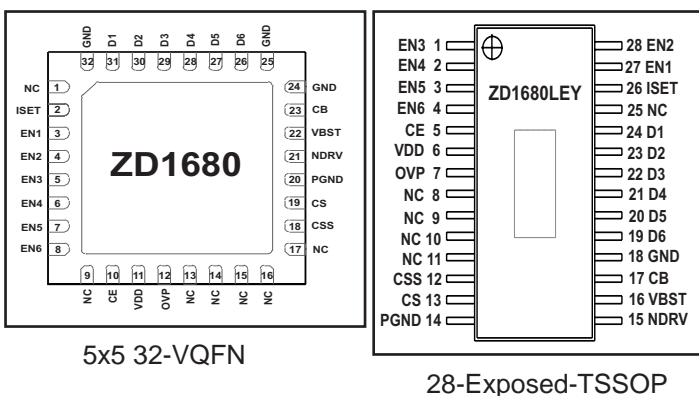 GND D1 D2 D3 D4 D5 D6 GND
32 31 30 29 28 27 26 25
NC 1
ISET 2
EN1 3
EN2 4
EN3 5
EN4 6
EN5 7
EN6 8
ZD1680
24 GND
23 CB
22 VBST
21 NDRV
20 PGND
19 CS
18 CSS
17 NC
9 10 11 12 13 14 15 16
NC CE VDD OVP NC NC NC NC
5x5 32-VQFN
EN3 1
EN4 2
EN5 3
EN6 4
CE 5
VDD 6
OVP 7
NC 8
NC 9
NC 10
NC 11
CSS 12
CS 13
PGND 14
ZD1680LEY
28 EN2
27 EN1
26 ISET
25 NC
24 D1
23 D2
22 D3
21 D4
20 D5
19 D6
18 GND
17 CB
16 VBST
15 NDRV
28-Exposed-TSSOP